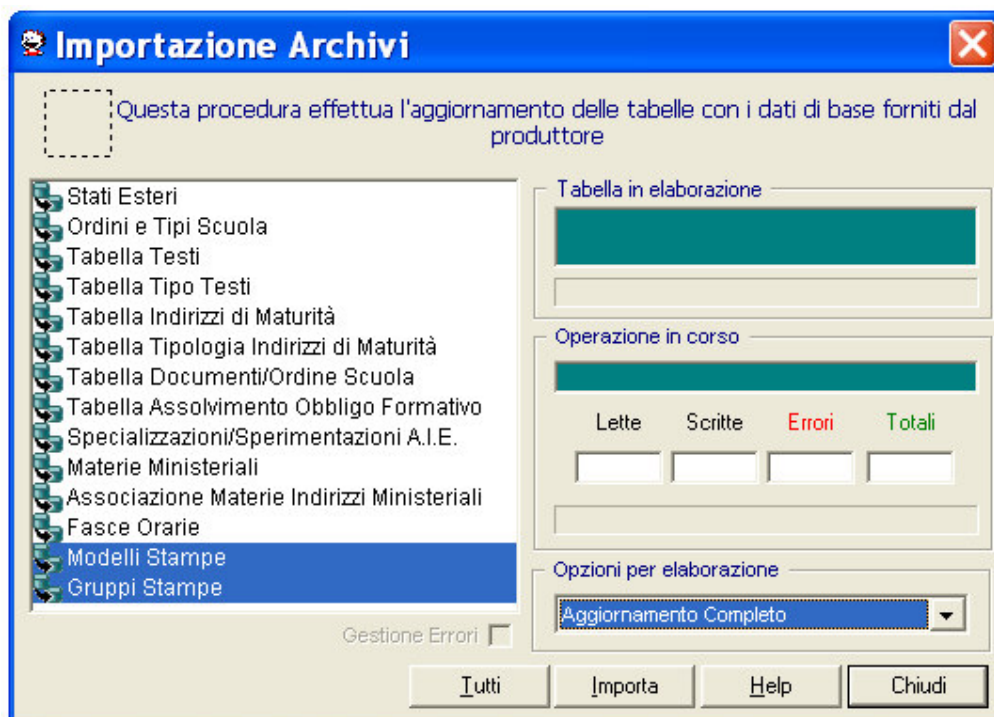 Importazione Archivi
Questa procedura effettua l'aggiornamento delle tabelle con i dati di base forniti dal
produttore
Stati Esteri
Ordini e Tipi Scuola
Tabella Testi
Tabella Tipo Testi
Tabella Indirizzi di Maturità
Tabella Tipologia Indirizzi di Maturità
Tabella Documenti/Ordine Scuola
Tabella Assolvimento Obbligo Formativo
Specializzazioni/Sperimentazioni A.I.E.
Materie Ministeriali
Associazione Materie Indirizzi Ministeriali
Fasce Orarie
Modelli Stampe
Gruppi Stampe
Gestione Errori
Tabella in elaborazione
Operazione in corso
Lette Scritte Errori Totali
Opzioni per elaborazione
Aggiornamento Completo
Tutti Importa Help Chiudi